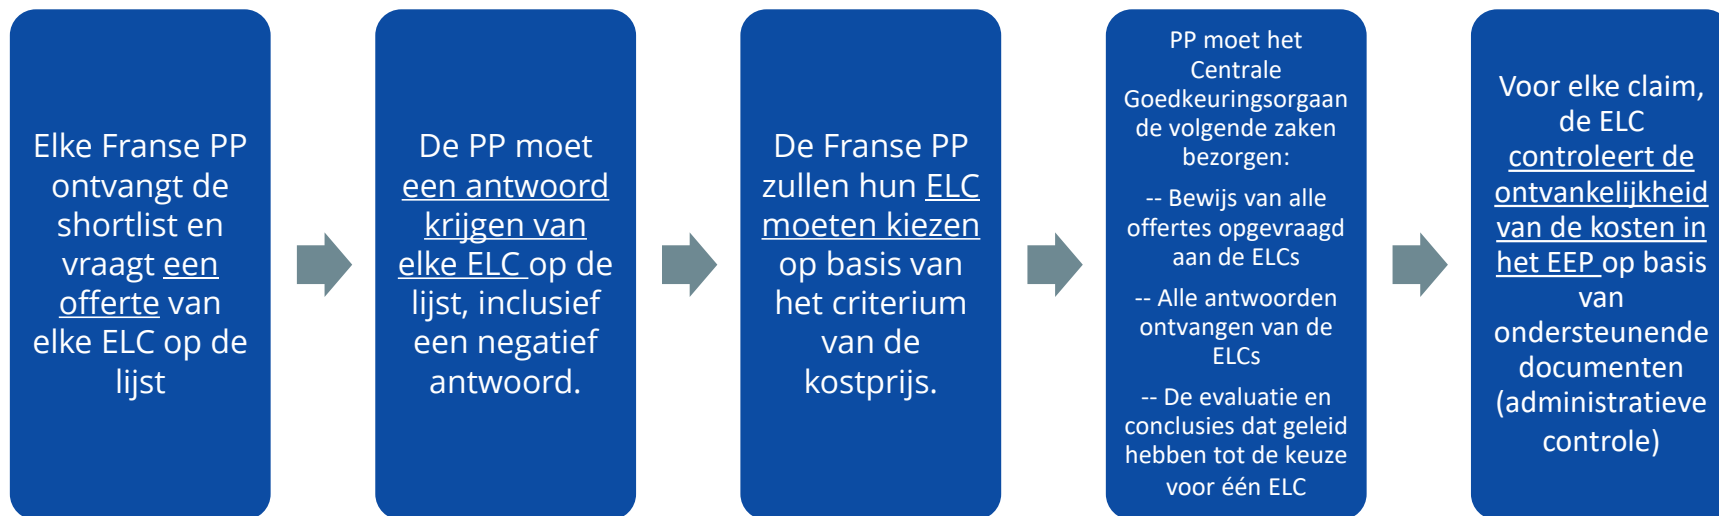 Elke Franse PP
ontvangt de
shortlist en
vraagt een
offerte van
elke ELC op de
lijst
De PP moet
een antwoord
krijgen van
elke ELC op de
lijst, inclusief
een negatief
antwoord.
De Franse PP
zullen hun ELC
moeten kiezen
op basis van
het criterium
van de
kostprijs.
PP moet het
Centrale
Goedkeuringsorgaan
de volgende zaken
bezorgen:
-- Bewijs van alle
offertes opgevraagd
aan de ELCs
-- Alle antwoorden
ontvangen van de
ELCs
-- De evaluatie en
conclusies dat geleid
hebben tot de keuze
voor één ELC
Voor elke claim,
de ELC
controleert de
ontvankelijkheid
van de kosten in
het EEP op basis
van
ondersteunende
documenten
(administratieve
controle)